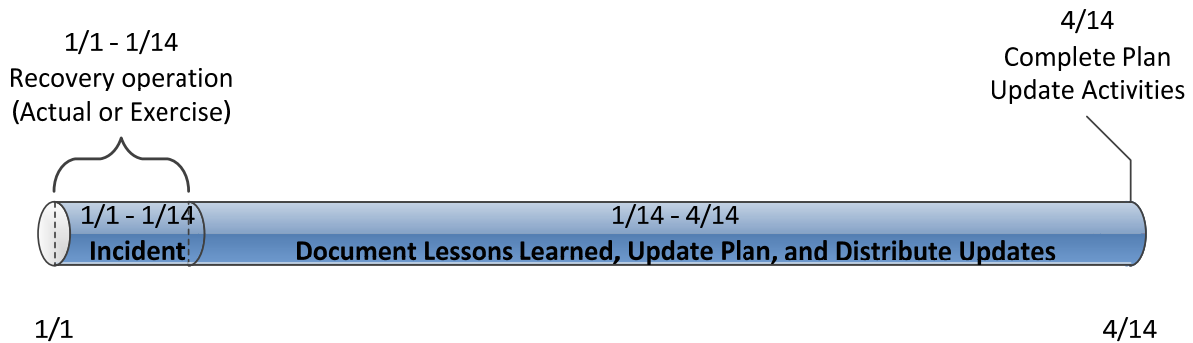 1/1 - 1/14
Recovery operation
(Actual or Exercise)
4/14
Complete Plan
Update Activities
1/1 - 1/14
Incident
1/14 - 4/14
Document Lessons Learned, Update Plan, and Distribute Updates
1/1
4/14